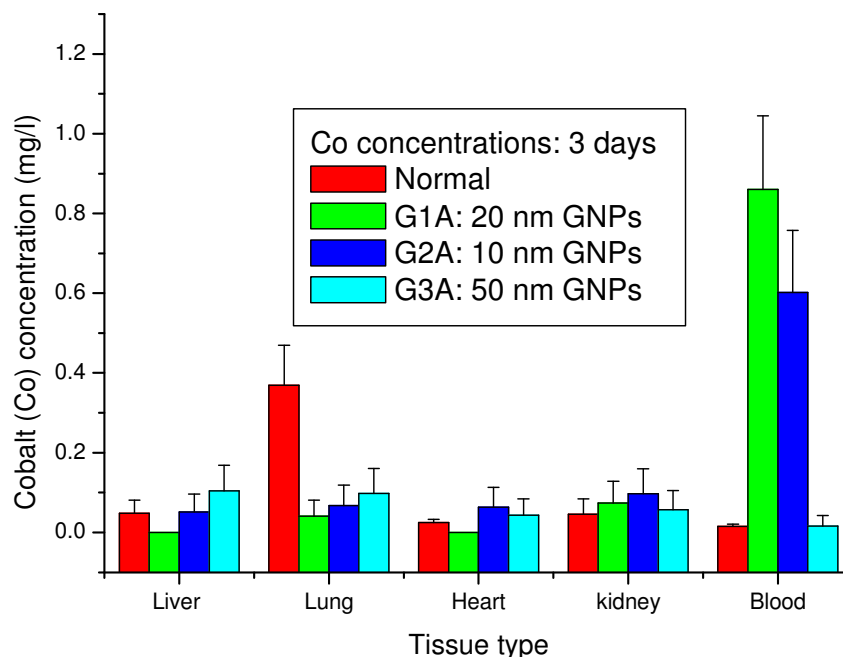 1.2
1.0
0.8
0.6
0.4
0.2
0.0
Cobalt (Co) concentration (mg/l)
Co concentrations: 3 days
Normal
G1A: 20 nm GNPs
G2A: 10 nm GNPs
G3A: 50 nm GNPs
Liver Lung Heart kidney Blood
Tissue type